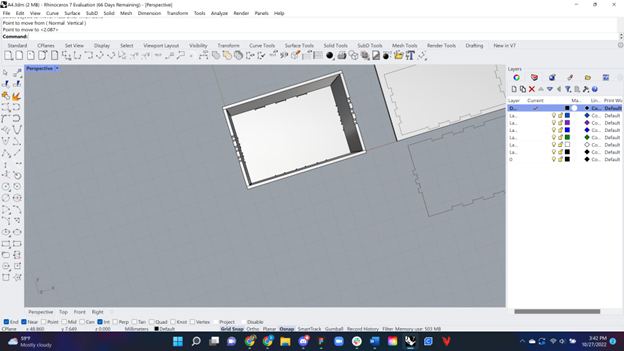 A4.3dm (2 MB) - Rhinoceros 7 Evaluation (66 Days Remaining) - [Perspective]
File Edit View Curve Surface SubD Solid Mesh Dimension Transform Tools Analyze Render Panels Help
Point to move from ( Normal Vertical )
Point to move to <2.087>
Command:
Standard CPlanes Set View Display Select Viewport Layout Visibility Transform Curve Tools Surface Tools Solid Tools SubD Tools Mesh Tools Render Tools Drafting New in V7
Perspective
Layers
Layer Current Ma... Lin... Print Wi
D... Co... Default
La... Co... Default
La... Co... Default
La... Co... Default
La... Co... Default
La... Co... Default
La... Co... Default
0 Co... Default
y
x
Perspective Top Front Right
End Near Point Mid Cen Int Perp Tan Quad Knot Vertex Project Disable
CPlane x 48.860 y 7.649 z 0.000 Millimeters Default Grid Snap Ortho Planar Osnap SmartTrack Gumball Record History Filter Memory use: 503 MB
59°F
Mostly cloudy
3:42 PM
10/27/2022